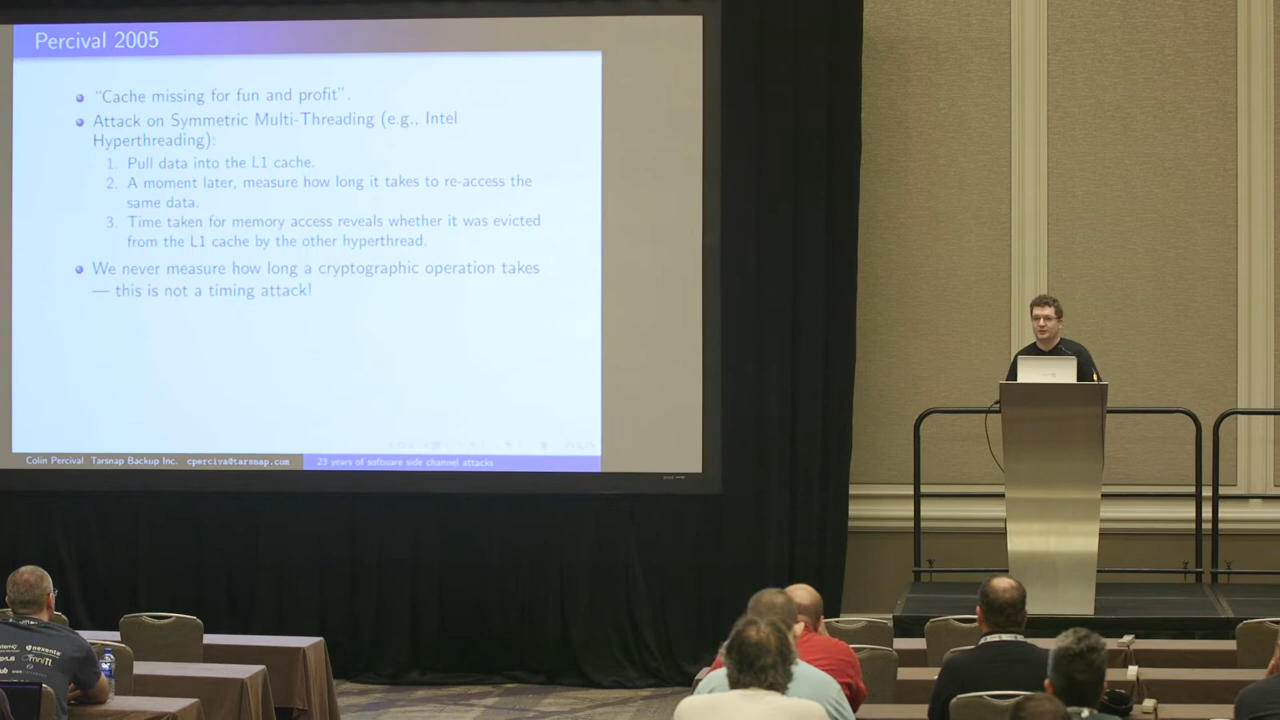 Percival 2005
"Cache missing for fun and profit".
Attack on Symmetric Multi-Threading (e.g., Intel
Hyperthreading):
1. Pull data into the L1 cache.
2. A moment later, measure how long it takes to re-access the
same data.
3. Time taken for memory access reveals whether it was evicted
from the L1 cache by the other hyperthread.
We never measure how long a cryptographic operation takes
— this is not a timing attack!
Colin Percival Tarsnap Backup Inc. cperciva@tarsnap.com
23 years of software side channel attacks
nexenta
OmniTI